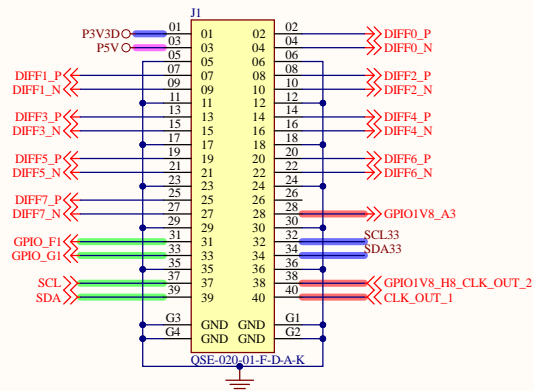 J1
P3V3D 01 01 02 02 DIFF0_P
P5V 03 03 04 04 DIFF0_N
05 05 06 06
DIFF1_P 07 07 08 08 DIFF2_P
DIFF1_N 09 09 10 10 DIFF2_N
11 11 12 12
DIFF3_P 13 13 14 14 DIFF4_P
DIFF3_N 15 15 16 16 DIFF4_N
17 17 18 18
DIFF5_P 19 19 20 20 DIFF6_P
DIFF5_N 21 21 22 22 DIFF6_N
23 23 24 24
DIFF7_P 25 25 26 26
DIFF7_N 27 27 28 28 GPIO1V8_A3
29 29 30 30
GPIO_F1 31 31 32 32 SCL33
GPIO_G1 33 33 34 34 SDA33
35 35 36 36
SCL 37 37 38 38 GPIO1V8_H8_CLK_OUT_2
SDA 39 39 40 40 CLK_OUT_1
G3 GND GND G1
G4 GND GND G2
QSE-020-01-F-D-A-K